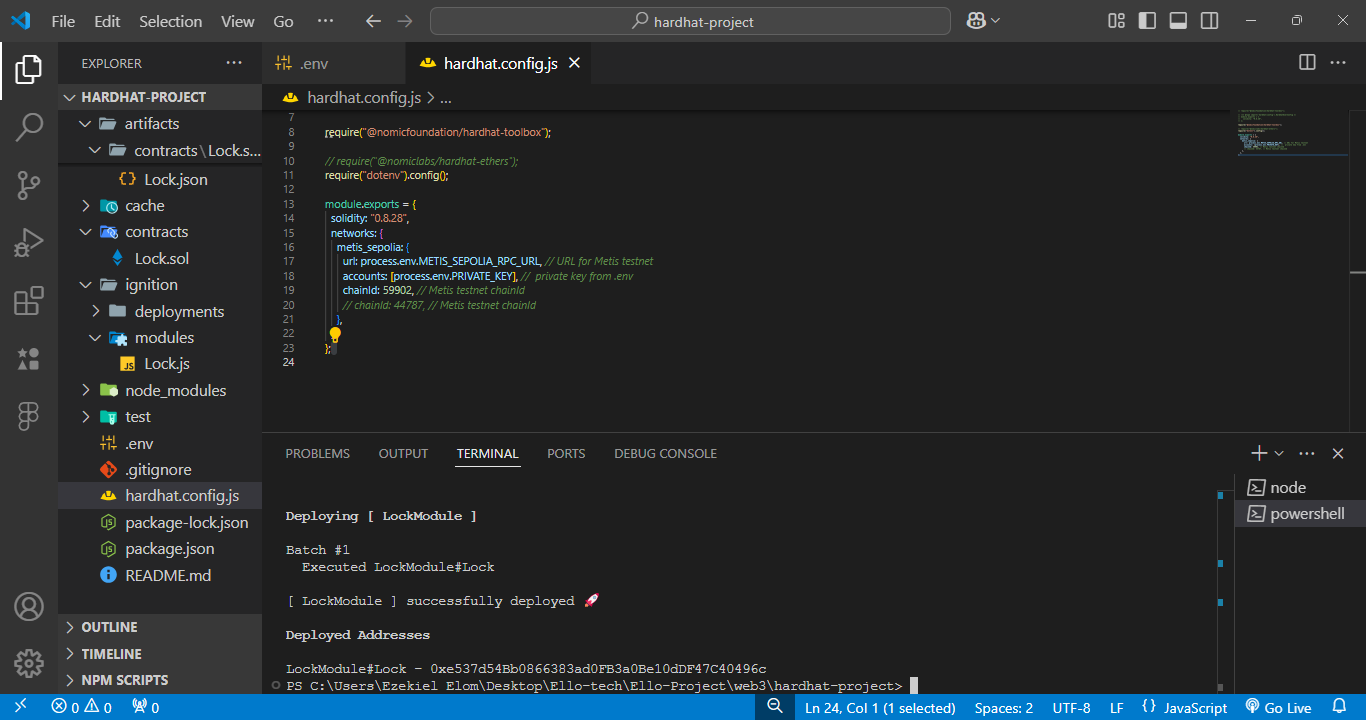 File Edit Selection View Go ···
hardhat-project
EXPLORER ···
HARDHAT-PROJECT
artifacts
contracts\Lock.s...
Lock.json
cache
contracts
Lock.sol
ignition
deployments
modules
JS Lock.js
node_modules
test
.env
.gitignore
hardhat.config.js
package-lock.json
package.json
README.md
OUTLINE
TIMELINE
NPM SCRIPTS
.env
hardhat.config.js
hardhat.config.js > ...
7
8 require("@nomicfoundation/hardhat-toolbox");
9
10 // require("@nomiclabs/hardhat-ethers");
11 require("dotenv").config();
12
13 module.exports = {
14 solidity: "0.8.28",
15 networks: {
16 metis_sepolia: {
17 url: process.env.METIS_SEPOLIA_RPC_URL, // URL for Metis testnet
18 accounts: [process.env.PRIVATE_KEY], // private key from .env
19 chainId: 59902, // Metis testnet chainId
20 // chainId: 44787, // Metis testnet chainId
21 },
22
23 };
24
PROBLEMS OUTPUT TERMINAL PORTS DEBUG CONSOLE
Deploying [ LockModule ]
Batch #1
Executed LockModule#Lock
[ LockModule ] successfully deployed 🚀
Deployed Addresses
LockModule#Lock - 0xe537d54Bb0866383ad0FB3a0Be10dDF47C40496c
PS C:\Users\Ezekiel Elom\Desktop\Ello-tech\Ello-Project\web3\hardhat-project>
node
powershell
0 0 0
Ln 24, Col 1 (1 selected) Spaces: 2 UTF-8 LF {} JavaScript Go Live